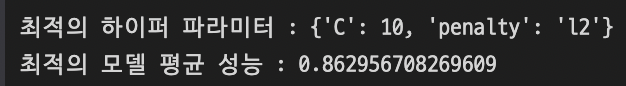 최적의 하이퍼 파라미터 : {'C': 10, 'penalty': 'l2'}
최적의 모델 평균 성능 : 0.862956708269609